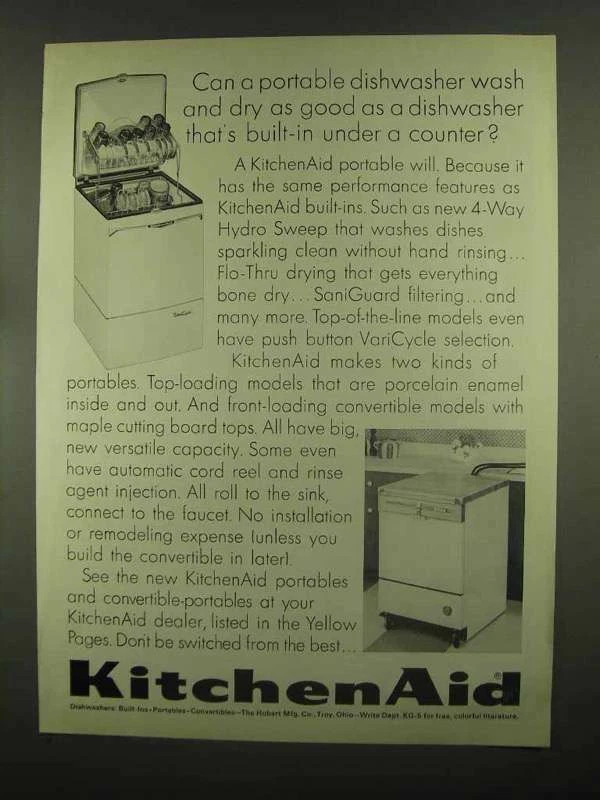 Can a portable dishwasher wash
and dry as good as a dishwasher
that's built-in under a counter?
A KitchenAid portable will. Because it
has the same performance features as
KitchenAid built-ins. Such as new 4-Way
Hydro Sweep that washes dishes
sparkling clean without hand rinsing...
Flo-Thru drying that gets everything
bone dry... SaniGuard filtering...and
many more. Top-of-the-line models even
have push button VariCycle selection.
KitchenAid makes two kinds of
portables. Top-loading models that are porcelain enamel
inside and out. And front-loading convertible models with
maple cutting board tops. All have big,
new versatile capacity. Some even
have automatic cord reel and rinse
agent injection. All roll to the sink,
connect to the faucet. No installation
or remodeling expense (unless you
build the convertible in later).
See the new KitchenAid portables
and convertible-portables at your
KitchenAid dealer, listed in the Yellow
Pages. Don't be switched from the best...
KitchenAid®
Dishwashers: Built-Ins•Portables•Convertibles—The Hobart Mfg. Co., Troy, Ohio—Write Dept. KG-5 for free, colorful literature.